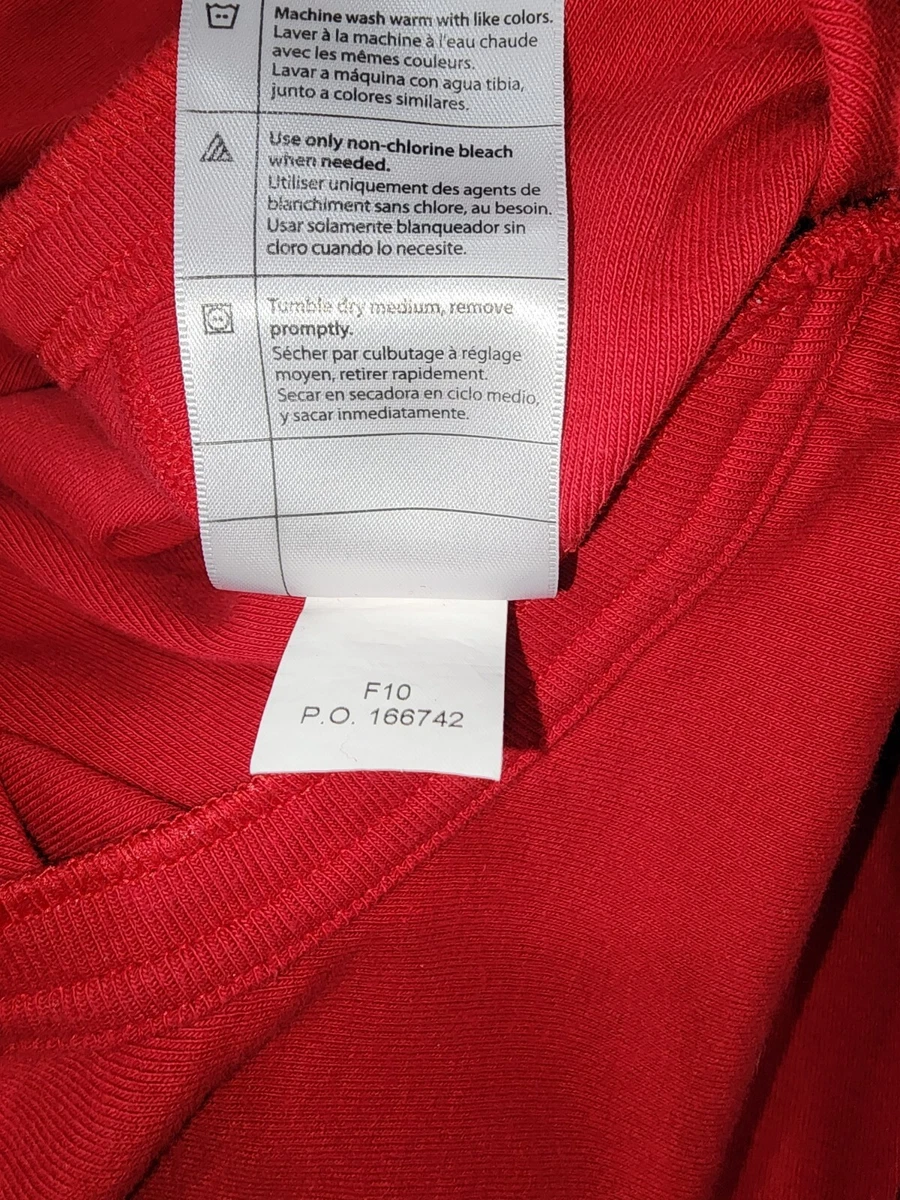 Machine wash warm with like colors.
Laver à la machine à l'eau chaude
avec les mêmes couleurs.
Lavar a máquina con agua tibia,
junto a colores similares.
Use only non-chlorine bleach
when needed.
Utiliser uniquement des agents de
blanchiment sans chlore, au besoin.
Usar solamente blanqueador sin
cloro cuando lo necesite.
Tumble dry medium, remove
promptly.
Sécher par culbutage à réglage
moyen, retirer rapidement.
Secar en secadora en ciclo medio,
y sacar inmediatamente.
F10
P.O. 166742